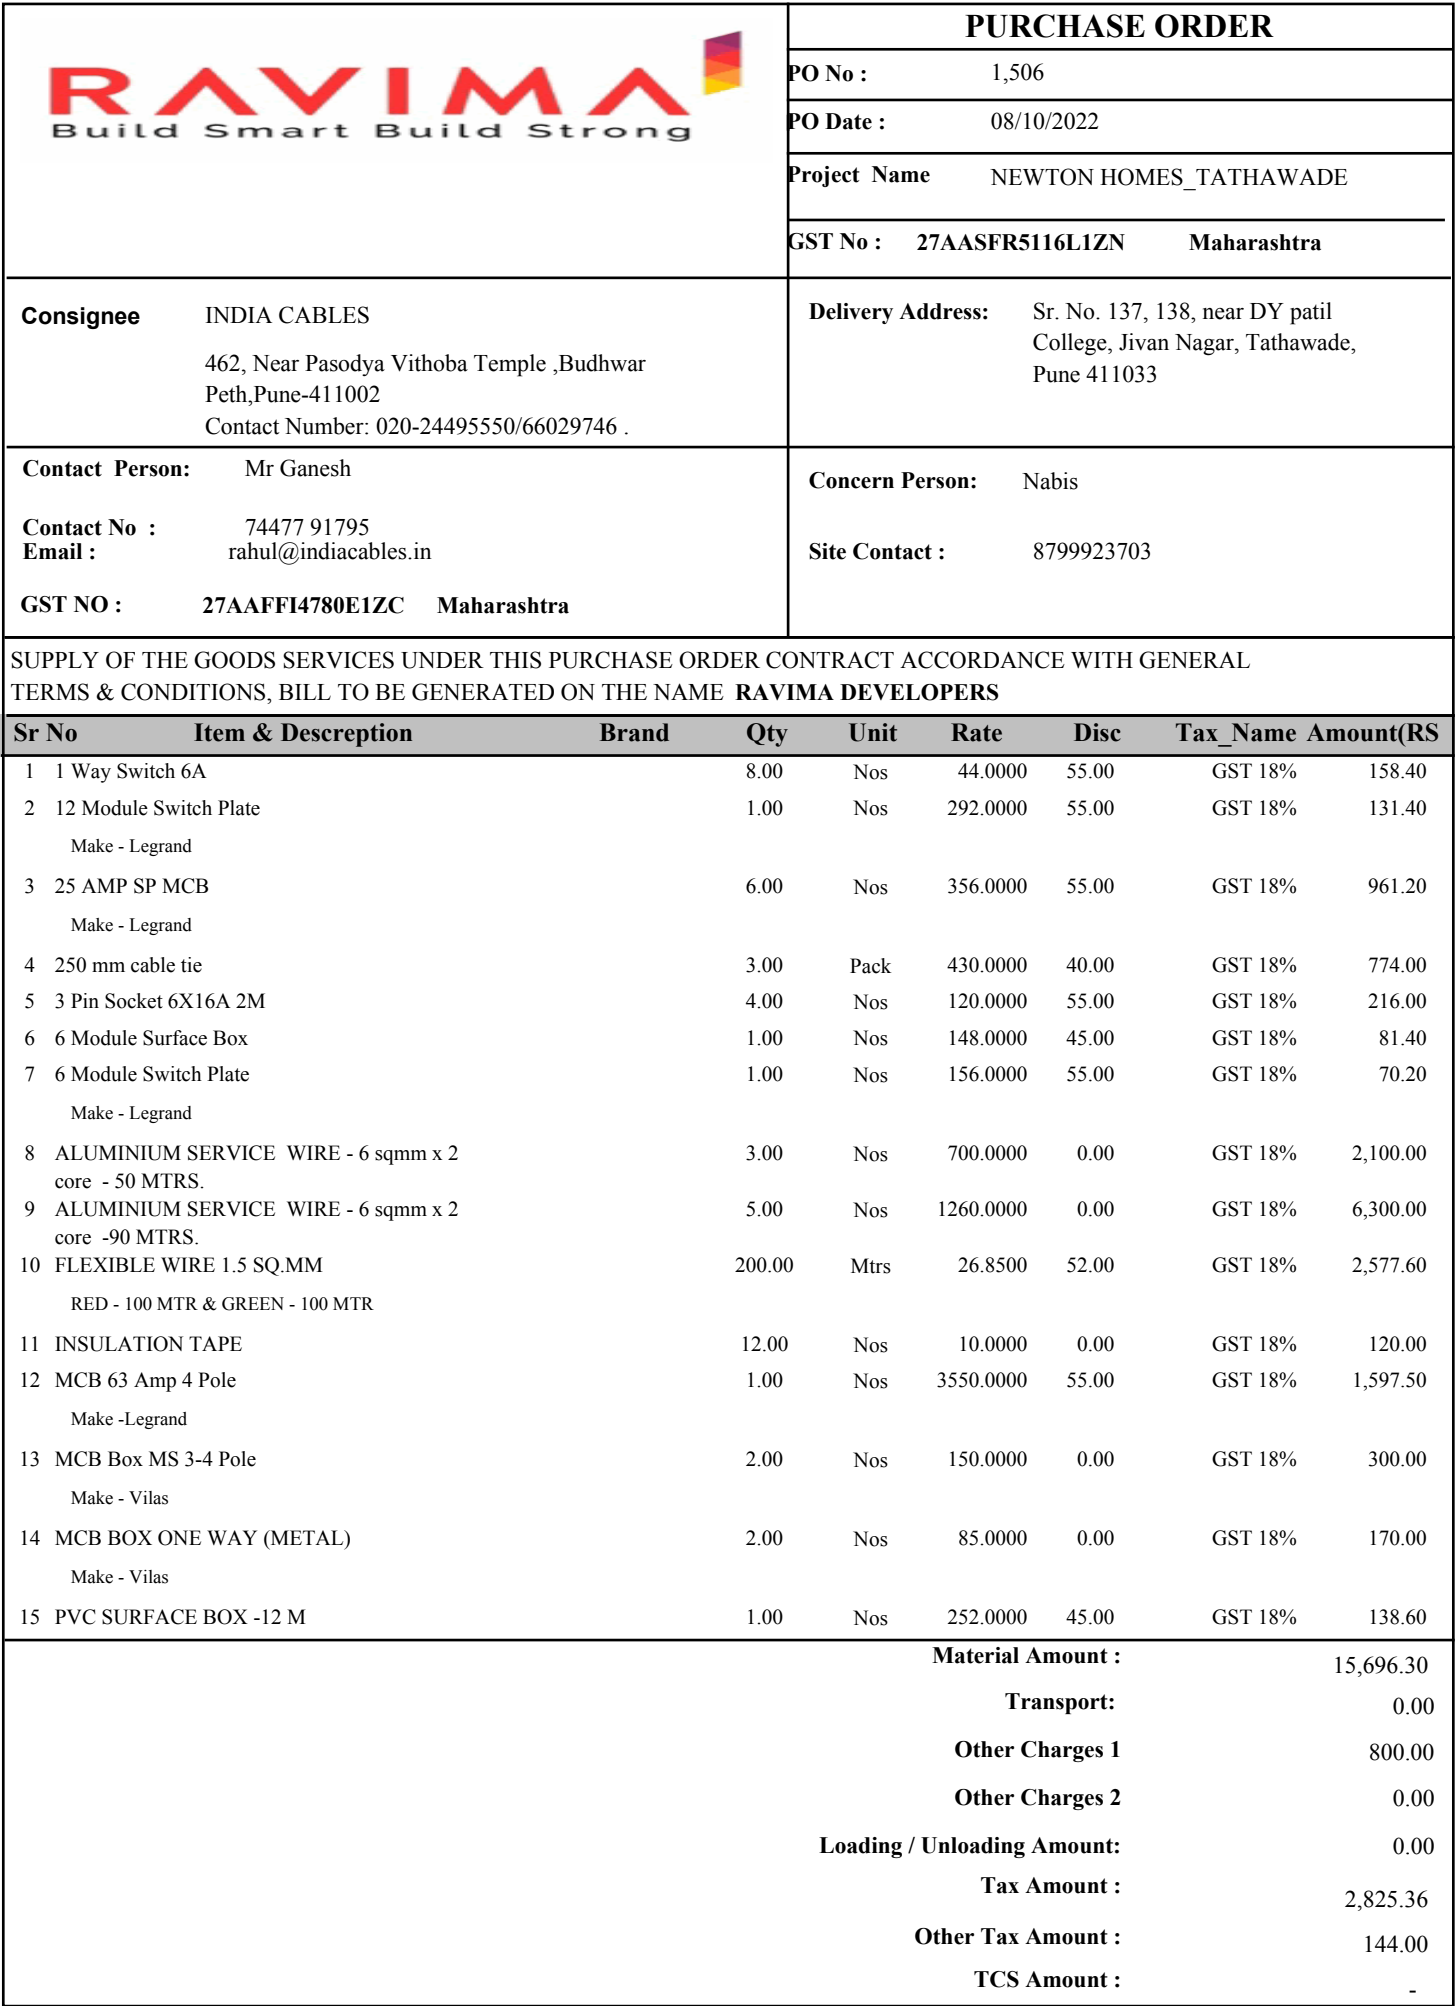 RAVIMA
Build Smart Build Strong
PURCHASE ORDER
PO No : 1,506
PO Date : 08/10/2022
Project Name NEWTON HOMES_TATHAWADE
GST No : 27AASFR5116L1ZN Maharashtra
Consignee INDIA CABLES
462, Near Pasodya Vithoba Temple ,Budhwar
Peth,Pune-411002
Contact Number: 020-24495550/66029746 .
Delivery Address: Sr. No. 137, 138, near DY patil
College, Jivan Nagar, Tathawade,
Pune 411033
Contact Person: Mr Ganesh
Contact No : 74477 91795
Email : rahul@indiacables.in
GST NO : 27AAFFI4780E1ZC Maharashtra
Concern Person: Nabis
Site Contact : 8799923703
SUPPLY OF THE GOODS SERVICES UNDER THIS PURCHASE ORDER CONTRACT ACCORDANCE WITH GENERAL
TERMS & CONDITIONS, BILL TO BE GENERATED ON THE NAME RAVIMA DEVELOPERS
Sr No Item & Descreption Brand Qty Unit Rate Disc Tax_Name Amount(RS
1 1 Way Switch 6A 8.00 Nos 44.0000 55.00 GST 18% 158.40
2 12 Module Switch Plate 1.00 Nos 292.0000 55.00 GST 18% 131.40
Make - Legrand
3 25 AMP SP MCB 6.00 Nos 356.0000 55.00 GST 18% 961.20
Make - Legrand
4 250 mm cable tie 3.00 Pack 430.0000 40.00 GST 18% 774.00
5 3 Pin Socket 6X16A 2M 4.00 Nos 120.0000 55.00 GST 18% 216.00
6 6 Module Surface Box 1.00 Nos 148.0000 45.00 GST 18% 81.40
7 6 Module Switch Plate 1.00 Nos 156.0000 55.00 GST 18% 70.20
Make - Legrand
8 ALUMINIUM SERVICE WIRE - 6 sqmm x 2 3.00 Nos 700.0000 0.00 GST 18% 2,100.00
core - 50 MTRS.
9 ALUMINIUM SERVICE WIRE - 6 sqmm x 2 5.00 Nos 1260.0000 0.00 GST 18% 6,300.00
core -90 MTRS.
10 FLEXIBLE WIRE 1.5 SQ.MM 200.00 Mtrs 26.8500 52.00 GST 18% 2,577.60
RED - 100 MTR & GREEN - 100 MTR
11 INSULATION TAPE 12.00 Nos 10.0000 0.00 GST 18% 120.00
12 MCB 63 Amp 4 Pole 1.00 Nos 3550.0000 55.00 GST 18% 1,597.50
Make -Legrand
13 MCB Box MS 3-4 Pole 2.00 Nos 150.0000 0.00 GST 18% 300.00
Make - Vilas
14 MCB BOX ONE WAY (METAL) 2.00 Nos 85.0000 0.00 GST 18% 170.00
Make - Vilas
15 PVC SURFACE BOX -12 M 1.00 Nos 252.0000 45.00 GST 18% 138.60
Material Amount : 15,696.30
Transport: 0.00
Other Charges 1 800.00
Other Charges 2 0.00
Loading / Unloading Amount: 0.00
Tax Amount : 2,825.36
Other Tax Amount : 144.00
TCS Amount : -